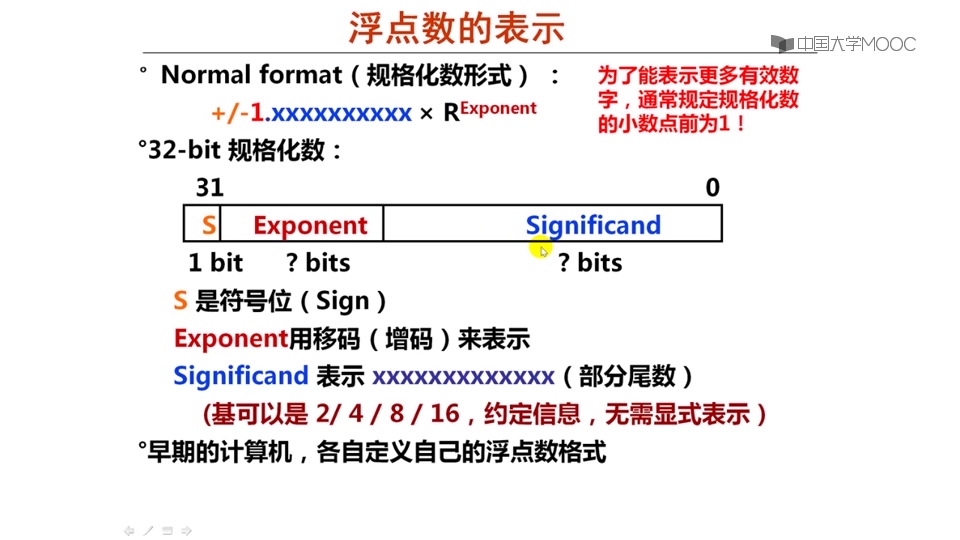 浮点数的表示
中国大学MOOC
° Normal format（规格化数形式）：
+/-1.xxxxxxxxxx × R^Exponent
为了能表示更多有效数
字，通常规定规格化数
的小数点前为1！
°32-bit 规格化数：
31 0
S Exponent Significand
1 bit ? bits ? bits
S 是符号位（Sign）
Exponent用移码（增码）来表示
Significand 表示 xxxxxxxxxxxxx（部分尾数）
(基可以是 2/ 4 / 8 / 16，约定信息，无需显式表示）
°早期的计算机，各自定义自己的浮点数格式